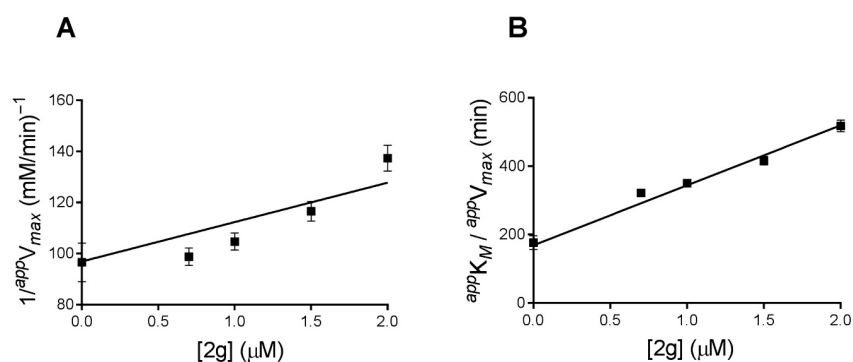 A
1/appVmax (mM/min)−1
160
140
120
100
80
0.0 0.5 1.0 1.5 2.0
[2g] (μM)
B
appKM / appVmax (min)
600
400
200
0
0.0 0.5 1.0 1.5 2.0
[2g] (μM)